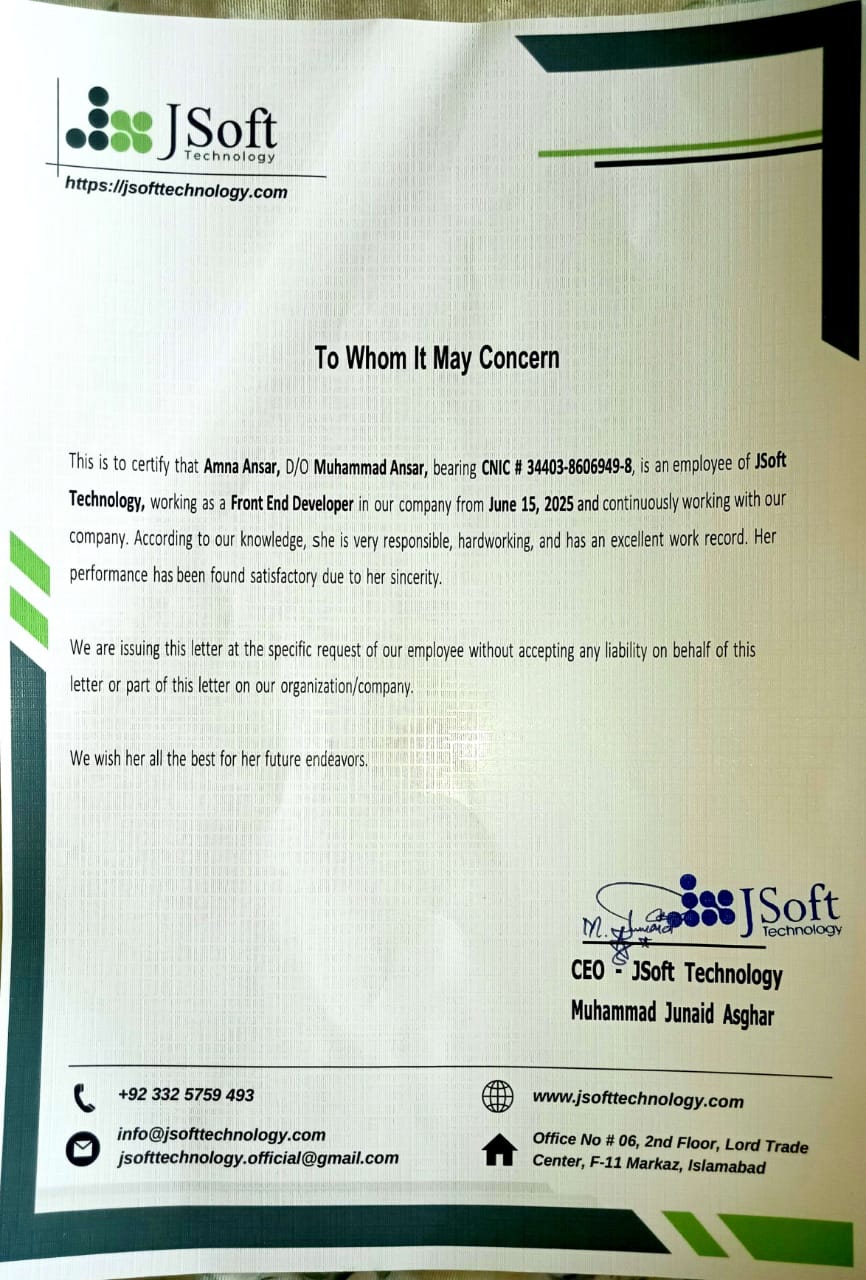 JSoft
Technology
https://jsofttechnology.com
To Whom It May Concern
This is to certify that Amna Ansar, D/O Muhammad Ansar, bearing CNIC # 34403-8606949-8, is an employee of JSoft
Technology, working as a Front End Developer in our company from June 15, 2025 and continuously working with our
company. According to our knowledge, she is very responsible, hardworking, and has an excellent work record. Her
performance has been found satisfactory due to her sincerity.
We are issuing this letter at the specific request of our employee without accepting any liability on behalf of this
letter or part of this letter on our organization/company.
We wish her all the best for her future endeavors.
M. Junaid
JSoft
Technology
CEO - JSoft Technology
Muhammad Junaid Asghar
+92 332 5759 493
info@jsofttechnology.com
jsofttechnology.official@gmail.com
www.jsofttechnology.com
Office No # 06, 2nd Floor, Lord Trade
Center, F-11 Markaz, Islamabad